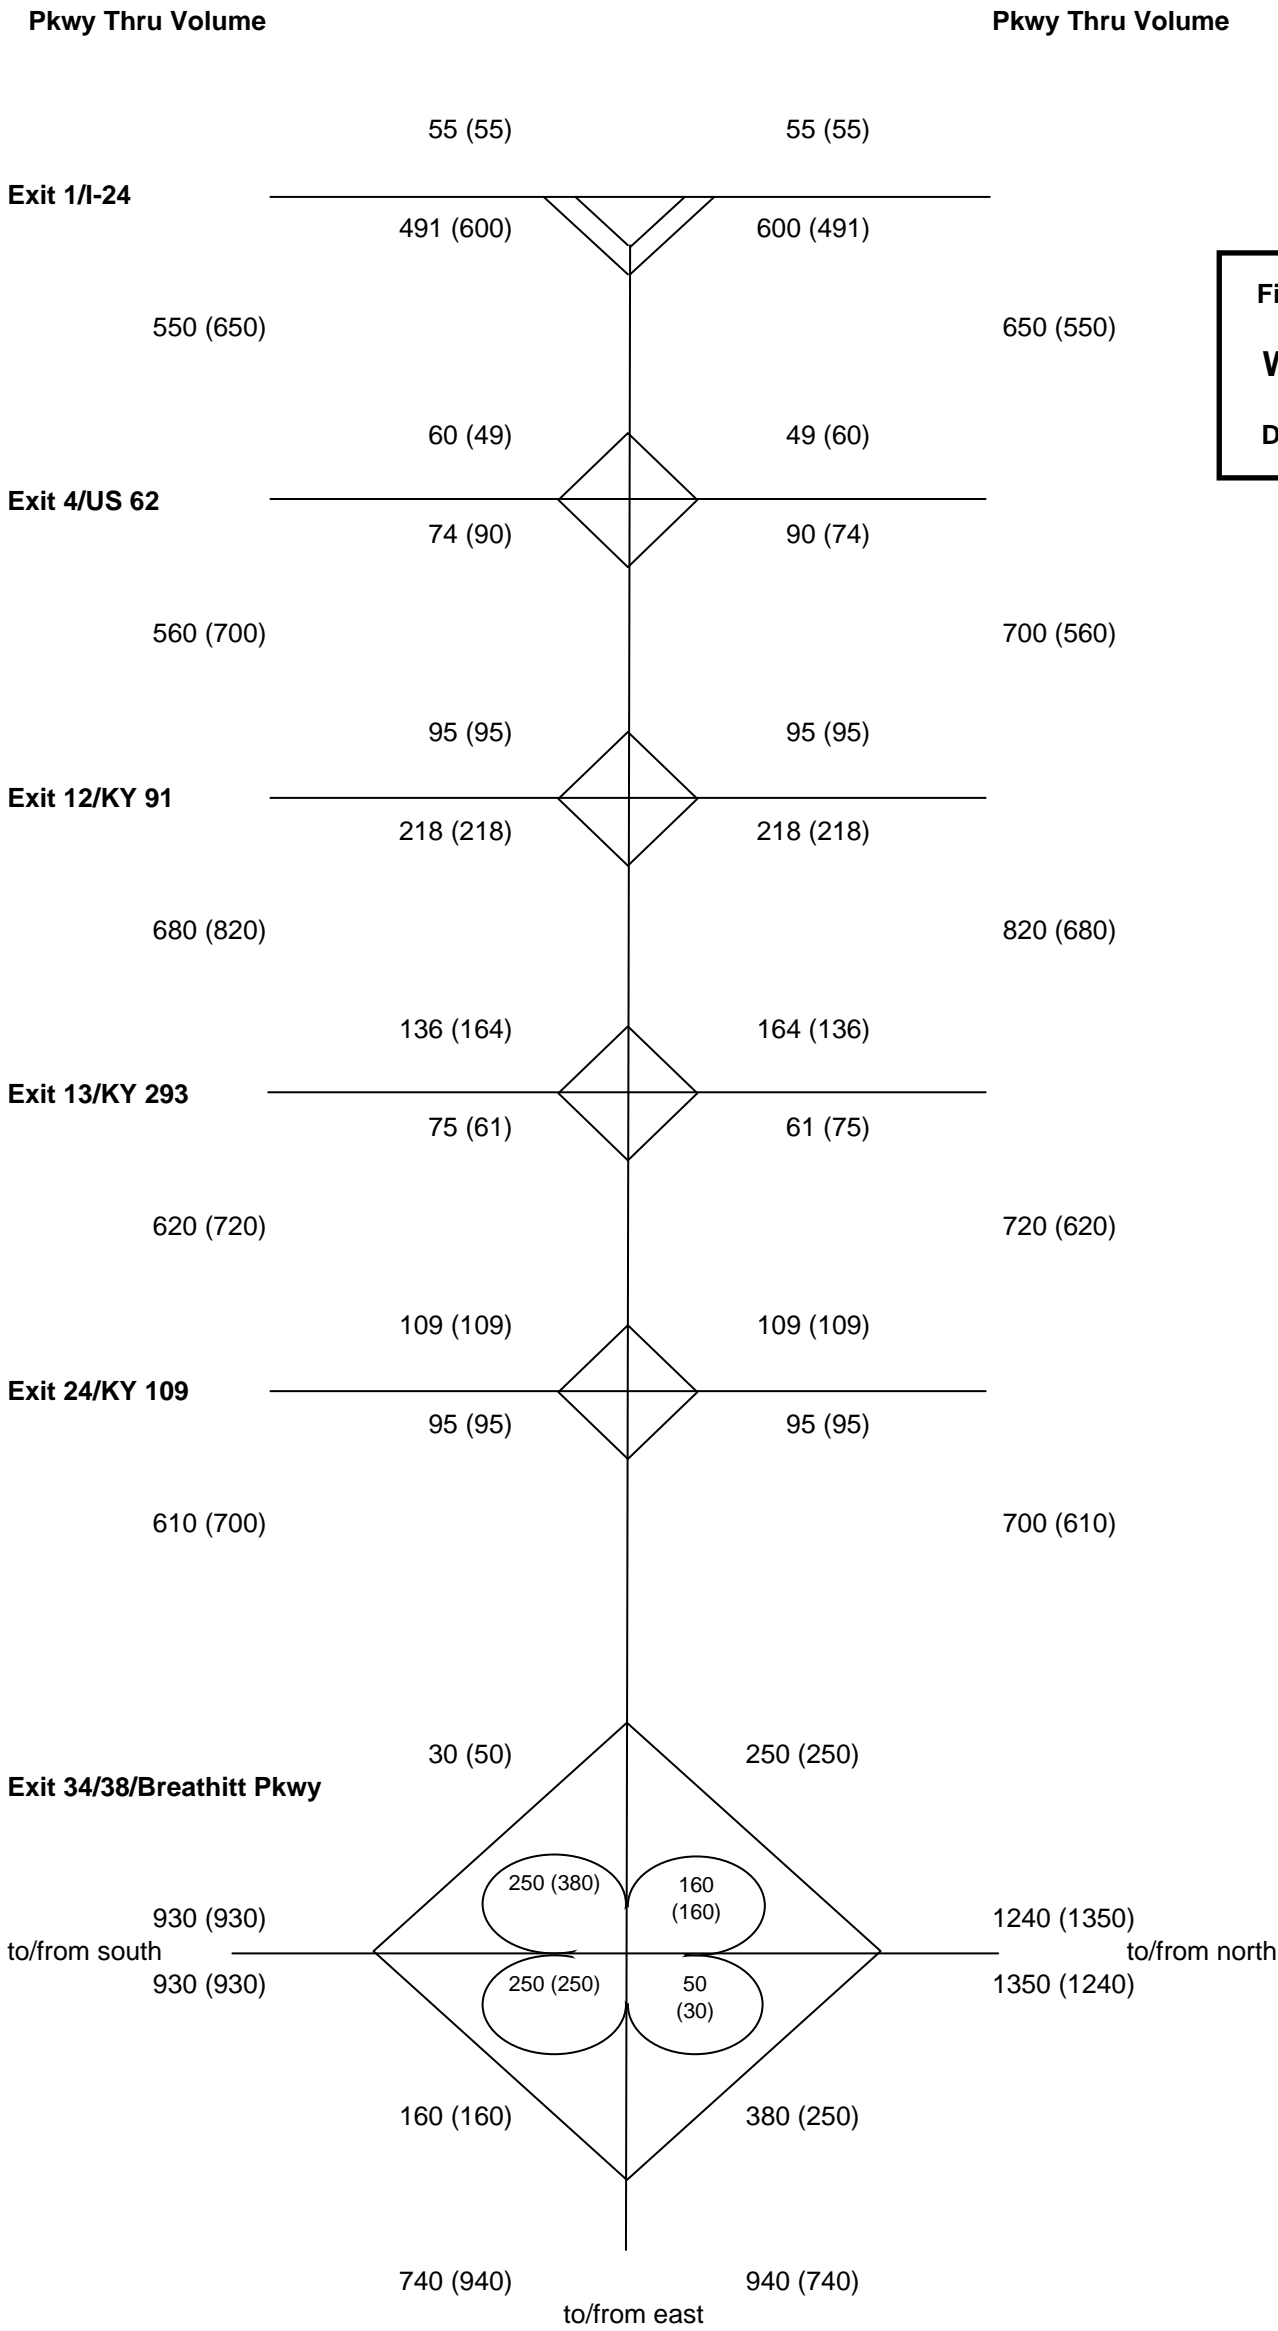 Pkwy Thru Volume Pkwy Thru Volume
55 (55) 55 (55)
Exit 1/I-24
491 (600) 600 (491)
550 (650) 650 (550)
60 (49) 49 (60)
Exit 4/US 62
74 (90) 90 (74)
560 (700) 700 (560)
95 (95) 95 (95)
Exit 12/KY 91
218 (218) 218 (218)
680 (820) 820 (680)
136 (164) 164 (136)
Exit 13/KY 293
75 (61) 61 (75)
620 (720) 720 (620)
109 (109) 109 (109)
Exit 24/KY 109
95 (95) 95 (95)
610 (700) 700 (610)
30 (50) 250 (250)
Exit 34/38/Breathitt Pkwy
250 (380) 160
(160)
930 (930) 1240 (1350)
to/from south to/from north
930 (930) 1350 (1240)
250 (250) 50
(30)
160 (160) 380 (250)
740 (940) 940 (740)
to/from east